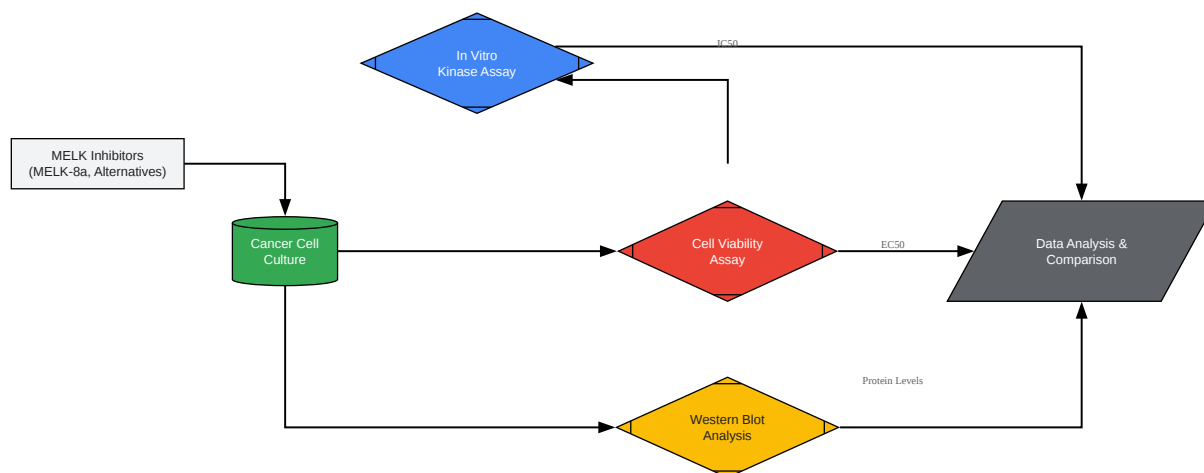 In Vitro
Kinase Assay
IC50
MELK Inhibitors
(MELK-8a, Alternatives)
Cancer Cell
Culture
Cell Viability
Assay
EC50
Data Analysis &
Comparison
Protein Levels
Western Blot
Analysis